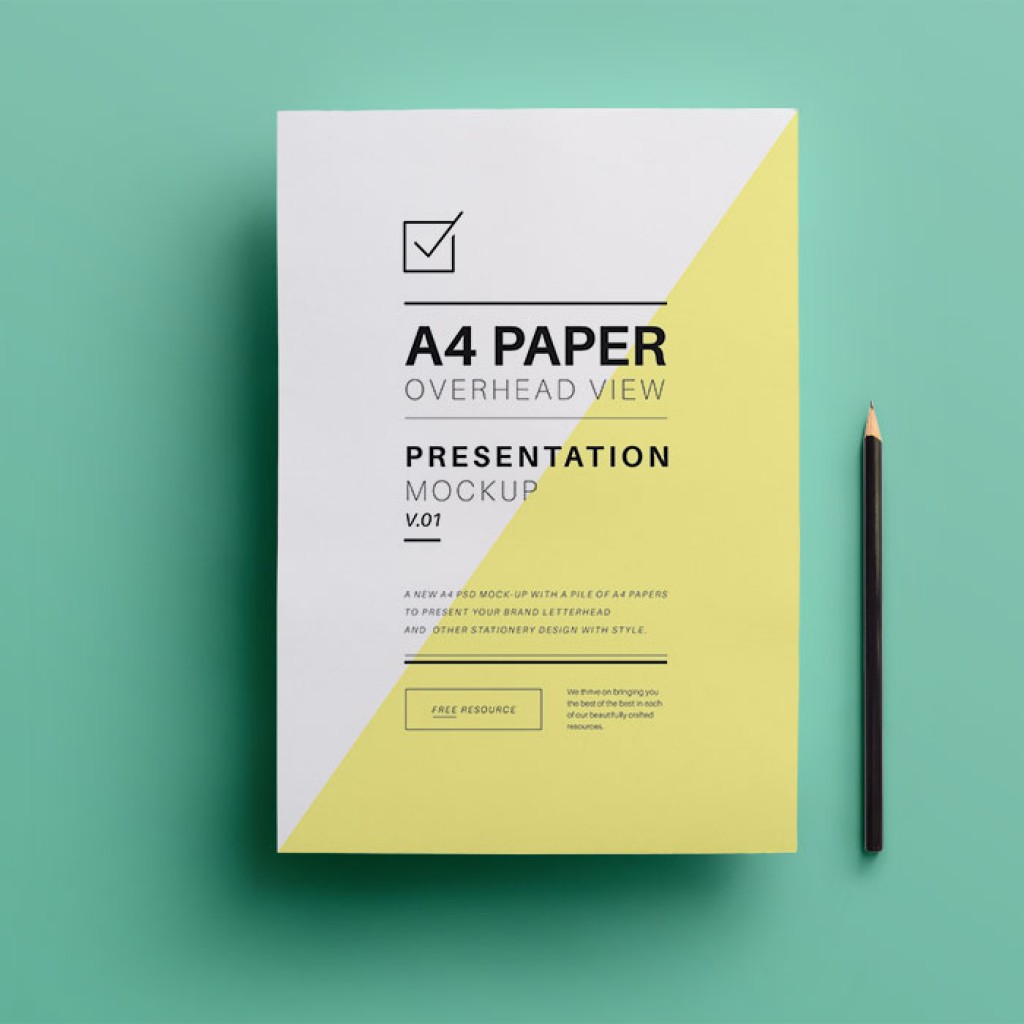 A4 PAPER
OVERHEAD VIEW
PRESENTATION
MOCKUP
V.01
A NEW A4 PSD MOCK-UP WITH A PILE OF A4 PAPERS
TO PRESENT YOUR BRAND LETTERHEAD
AND OTHER STATIONERY DESIGN WITH STYLE.
FREE RESOURCE
We thrive on bringing you
the best of the best in each
of our beautifully crafted
resources.